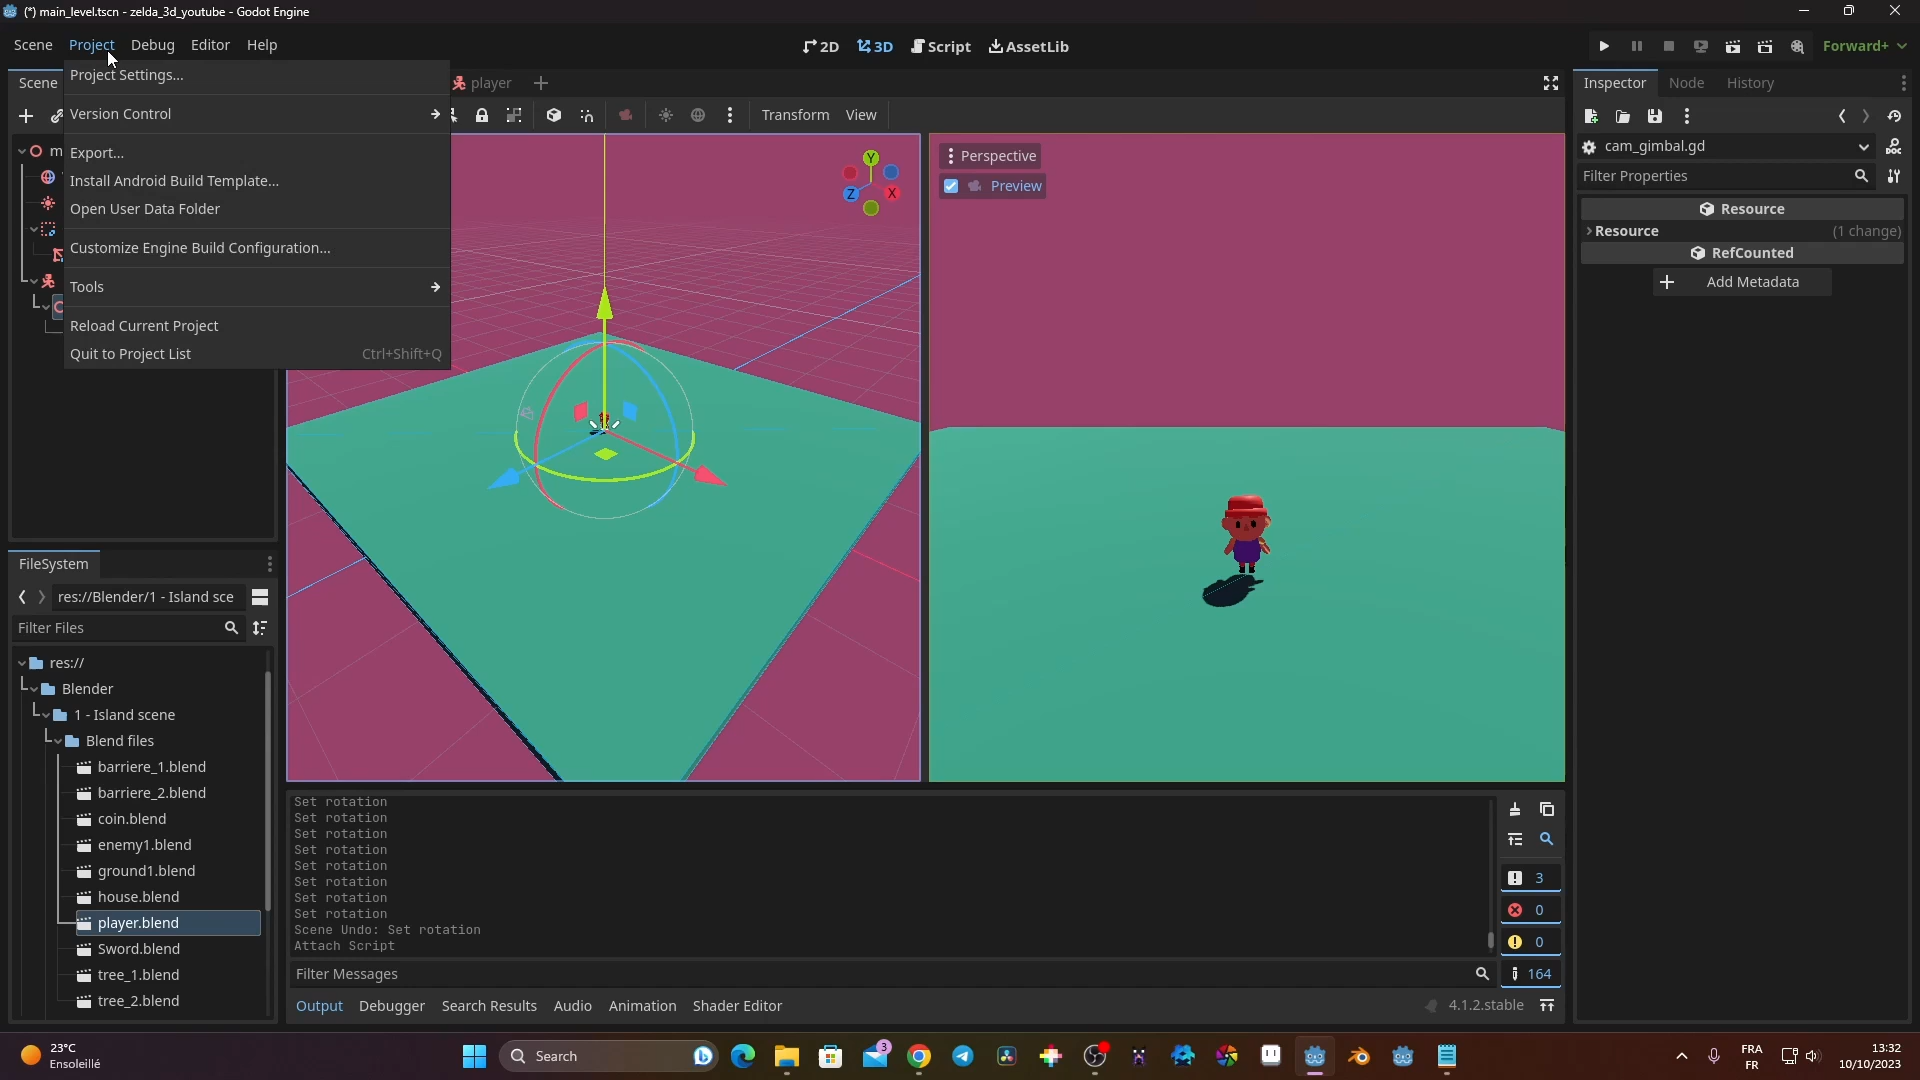 (*) main_level.tscn - zelda_3d_youtube - Godot Engine
Scene Project Debug Editor Help
2D 3D Script AssetLib
Forward+
Scene
player
Project Settings...
Version Control
Export...
Install Android Build Template...
Open User Data Folder
Customize Engine Build Configuration...
Tools
Reload Current Project
Quit to Project List Ctrl+Shift+Q
Transform View
m
Y
Z
X
Perspective
Preview
Inspector Node History
cam_gimbal.gd
Filter Properties
Resource
Resource (1 change)
RefCounted
Add Metadata
FileSystem
res://Blender/1 - Island sce
Filter Files
res://
Blender
1 - Island scene
Blend files
barriere_1.blend
barriere_2.blend
coin.blend
enemy1.blend
ground1.blend
house.blend
player.blend
Sword.blend
tree_1.blend
tree_2.blend
Set rotation
Set rotation
Set rotation
Set rotation
Set rotation
Set rotation
Set rotation
Set rotation
Scene Undo: Set rotation
Attach Script
3
0
0
164
Filter Messages
Output Debugger Search Results Audio Animation Shader Editor
4.1.2.stable
23°C
Ensoleillé
Search
3
FRA
FR
13:32
10/10/2023